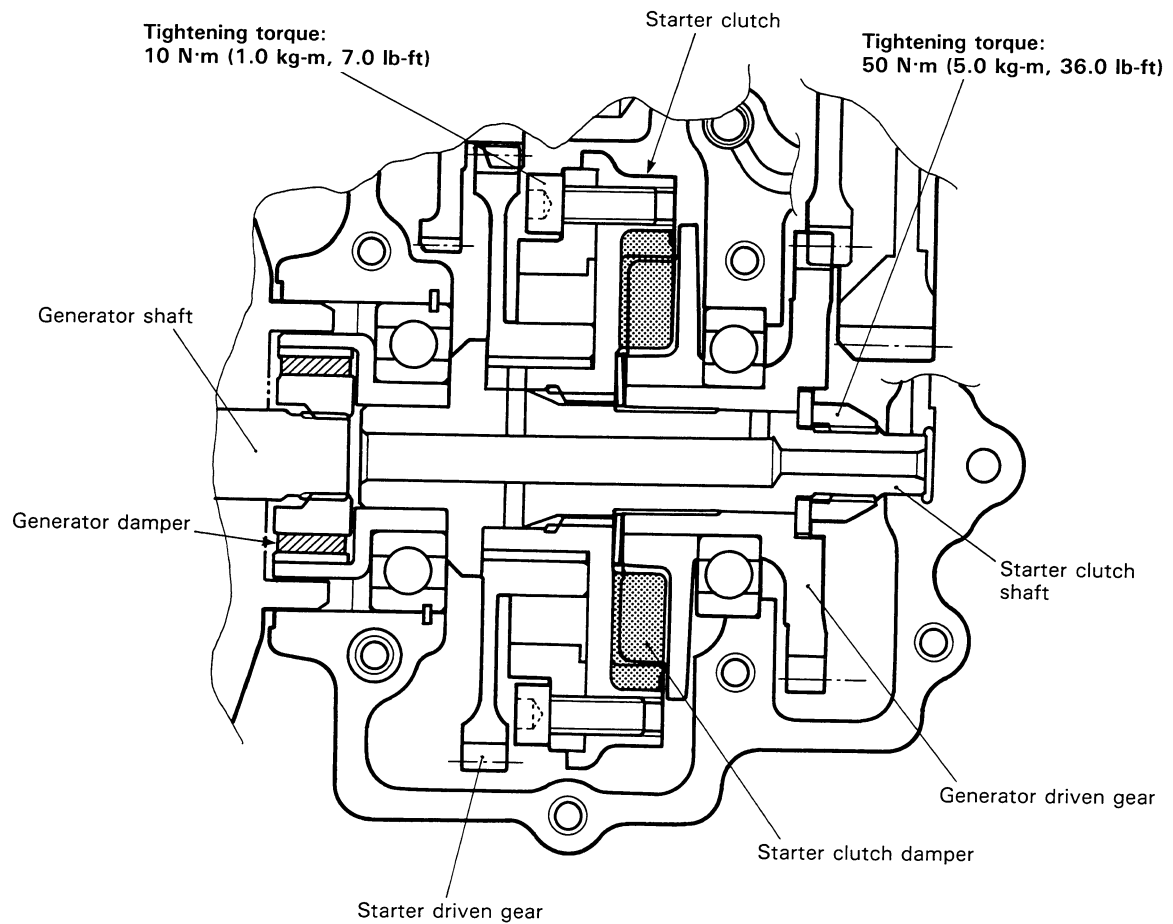 Starter clutch
Tightening torque:
10 N·m (1.0 kg-m, 7.0 lb-ft)
Tightening torque:
50 N·m (5.0 kg-m, 36.0 lb-ft)
Generator shaft
Generator damper
Starter clutch
shaft
Generator driven gear
Starter clutch damper
Starter driven gear